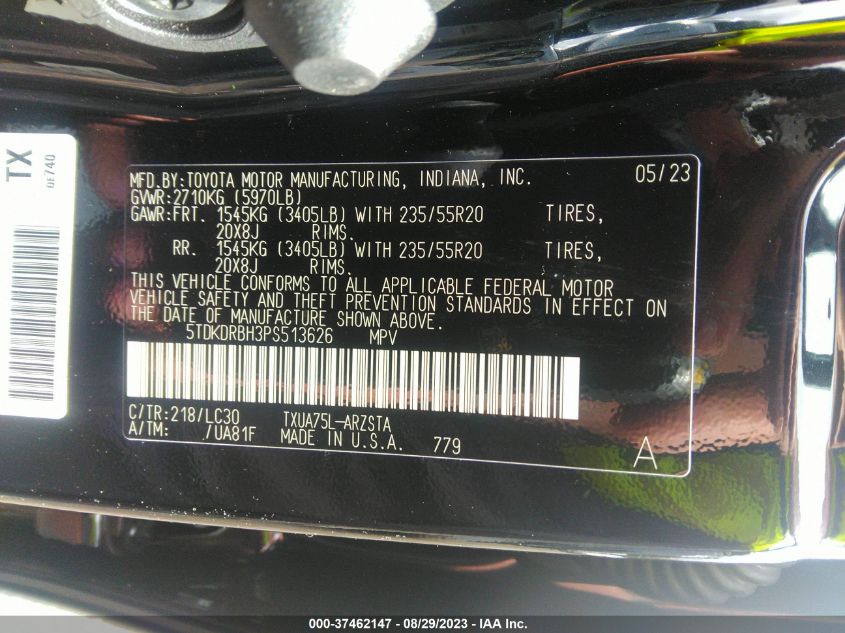 TX
0E740
MFD.BY:TOYOTA MOTOR MANUFACTURING, INDIANA, INC. 05/23
GVWR:2710KG (5970LB)
GAWR:FRT. 1545KG (3405LB) WITH 235/55R20 TIRES,
20X8J RIMS.
RR. 1545KG (3405LB) WITH 235/55R20 TIRES,
20X8J RIMS.
THIS VEHICLE CONFORMS TO ALL APPLICABLE FEDERAL MOTOR
VEHICLE SAFETY AND THEFT PREVENTION STANDARDS IN EFFECT ON
THE DATE OF MANUFACTURE SHOWN ABOVE.
5TDKDRBH3PS513626 MPV
C/TR:218/LC30 TXUA75L-ARZSTA
A/TM: /UA81F MADE IN U.S.A. 779
A
000-37462147 - 08/29/2023 - IAA Inc.